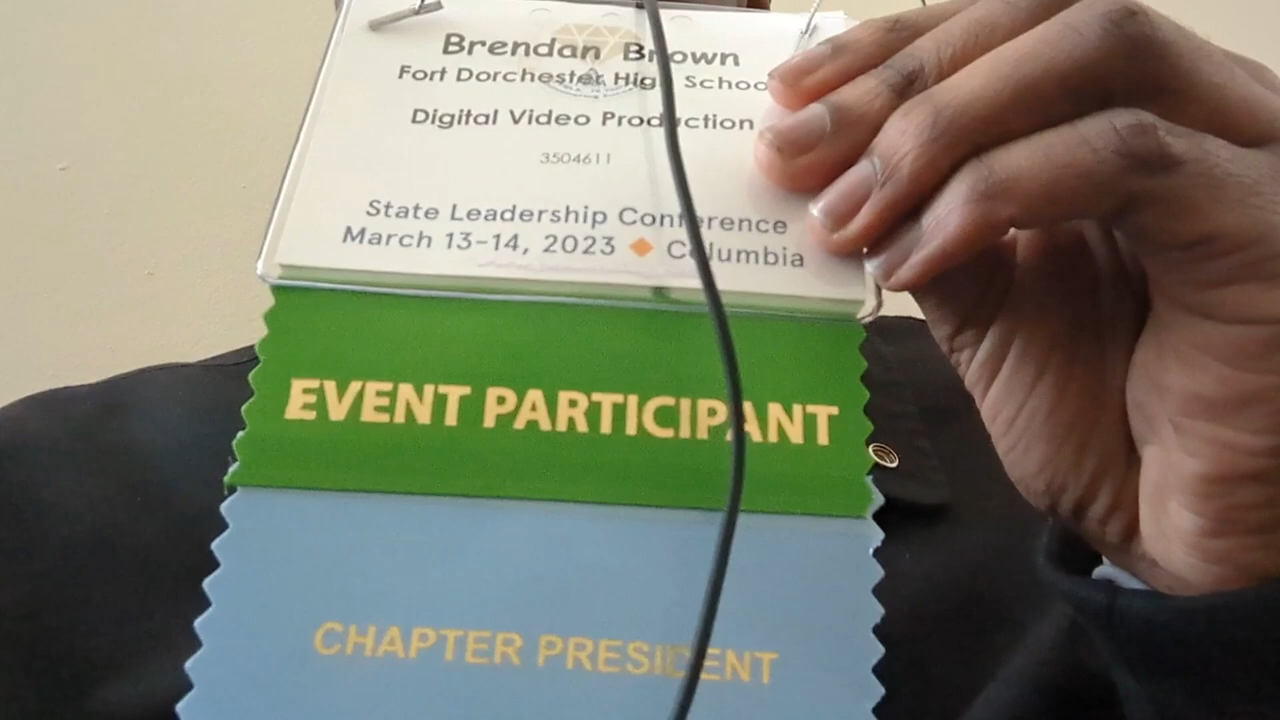 Brendan Brown
Fort Dorchester High School
Digital Video Production
3504611
State Leadership Conference
March 13-14, 2023 ◆ Columbia
EVENT PARTICIPANT
CHAPTER PRESIDENT